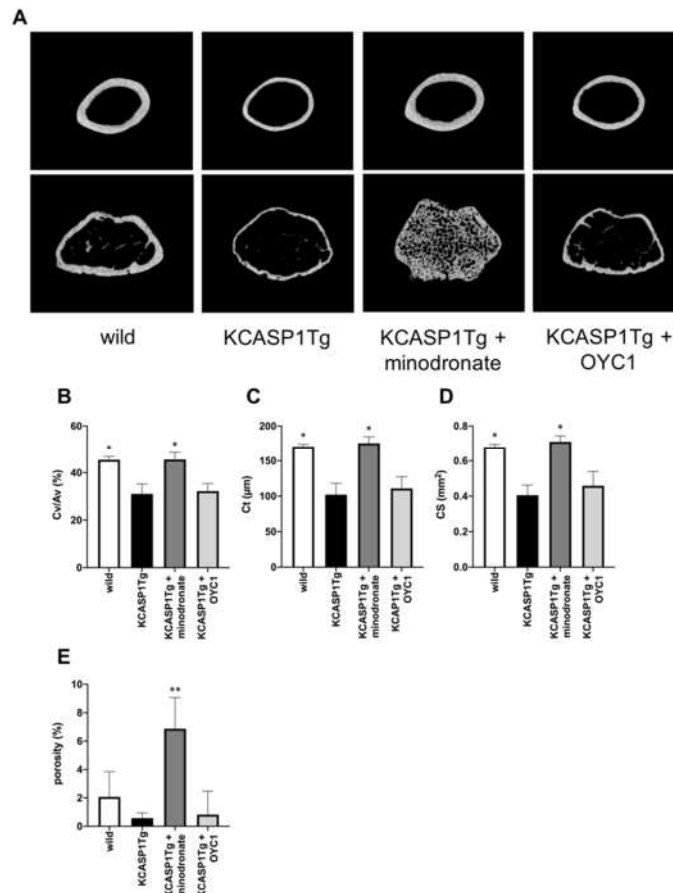 A
wild
KCASP1Tg
KCASP1Tg +
minodronate
KCASP1Tg +
OYC1
B
Cv/Av (%)
60
40
20
0
*
*
wild
KCASP1Tg
KCASP1Tg +
minodronate
KCASP1Tg +
OYC1
C
Ct (μm)
200
150
100
50
0
*
*
wild
KCASP1Tg
KCASP1Tg +
minodronate
KCASP1Tg +
OYC1
D
CS (mm²)
0.8
0.6
0.4
0.2
0.0
*
*
wild
KCASP1Tg
KCASP1Tg +
minodronate
KCASP1Tg +
OYC1
E
porosity (%)
10
8
6
4
2
0
**
wild
KCASP1Tg
KCASP1Tg +
minodronate
KCASP1Tg +
OYC1